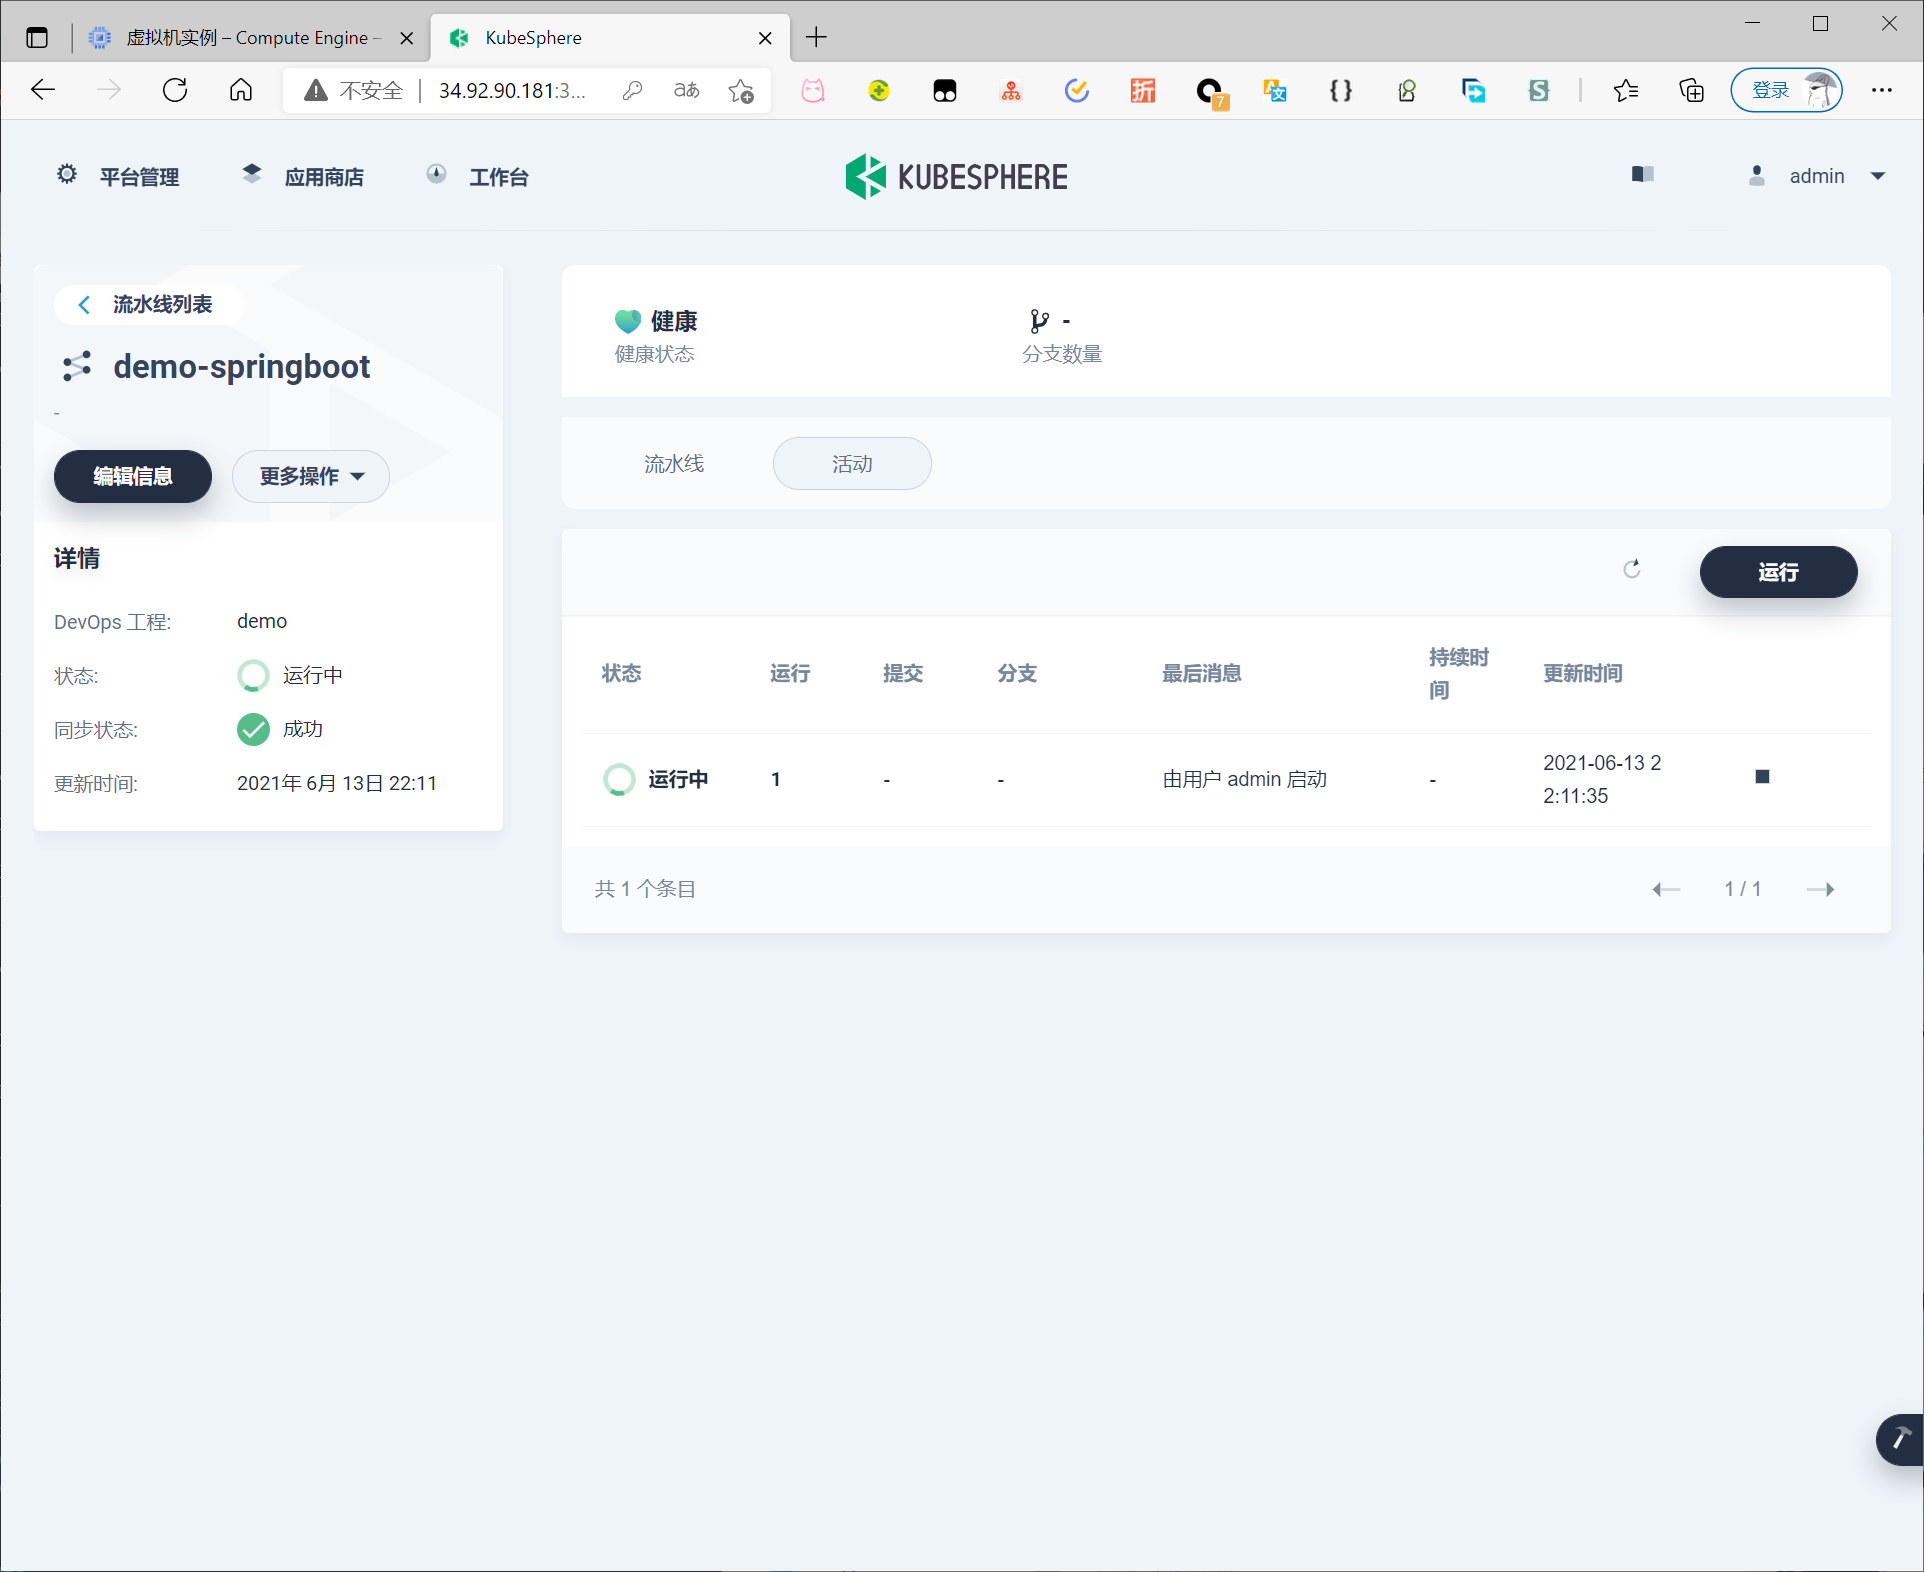 虚拟机实例 – Compute Engine –
KubeSphere
不安全
34.92.90.181:3...
aあ
折
7
登录
平台管理
应用商店
工作台
KUBESPHERE
admin
流水线列表
demo-springboot
-
编辑信息
更多操作
详情
DevOps 工程:
demo
状态:
运行中
同步状态:
成功
更新时间:
2021年 6月 13日 22:11
健康
健康状态
-
分支数量
流水线
活动
运行
状态
运行
提交
分支
最后消息
持续时
间
更新时间
运行中
1
-
-
由用户 admin 启动
-
2021-06-13 2
2:11:35
共 1 个条目
1 / 1